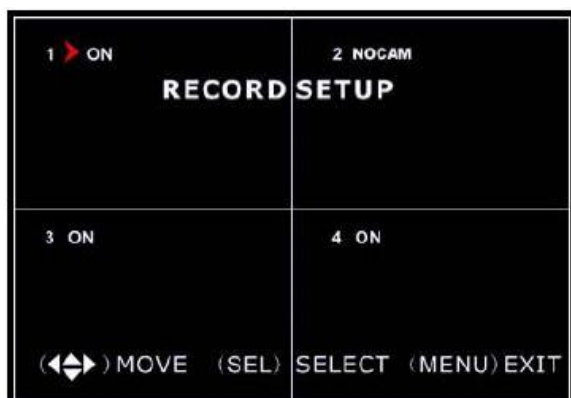 1 ON 2 NOCAM
RECORD SETUP
3 ON 4 ON
(◀▲▼▶) MOVE (SEL) SELECT (MENU) EXIT